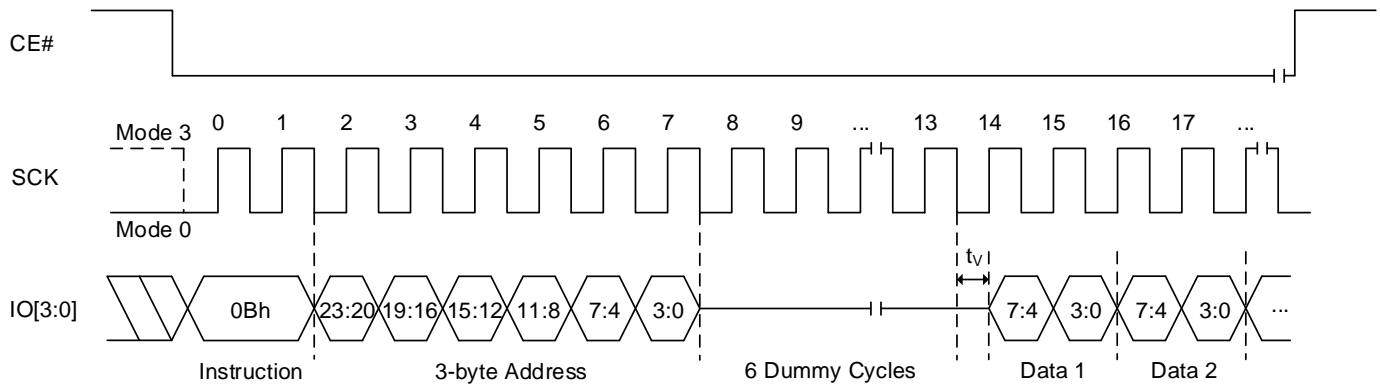 CE#
Mode 3 0 1 2 3 4 5 6 7 8 9 ... 13 14 15 16 17 ...
SCK
Mode 0
tV
IO[3:0] 0Bh 23:20 19:16 15:12 11:8 7:4 3:0 7:4 3:0 7:4 3:0 ...
Instruction 3-byte Address 6 Dummy Cycles Data 1 Data 2